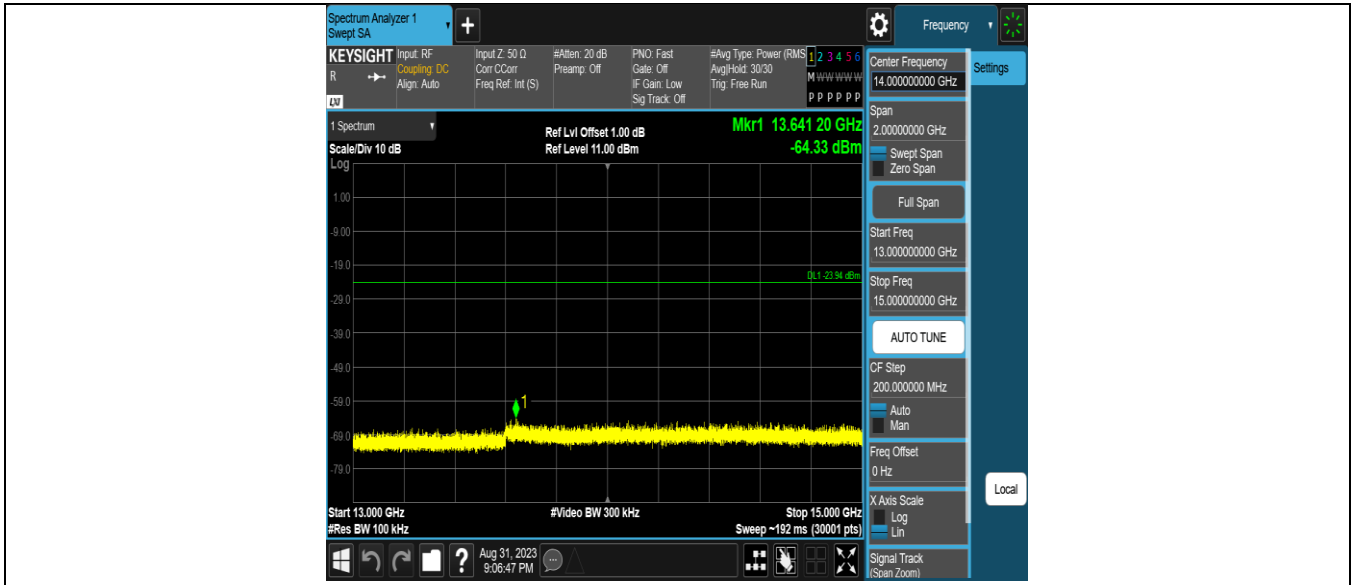 Spectrum Analyzer 1
Swept SA
+
Frequency
KEYSIGHT
R
LXI
Input: RF
Coupling: DC
Align: Auto
Input Z: 50 Ω
Corr CCorr
Freq Ref: Int (S)
#Atten: 20 dB
Preamp: Off
PNO: Fast
Gate: Off
IF Gain: Low
Sig Track: Off
#Avg Type: Power (RMS
Avg|Hold: 30/30
Trig: Free Run
1 2 3 4 5 6
M W W W W W
P P P P P P
1 Spectrum
Scale/Div 10 dB
Log
Ref Lvl Offset 1.00 dB
Ref Level 11.00 dBm
Mkr1 13.641 20 GHz
-64.33 dBm
1.00
-9.00
-19.0
DL1 -23.94 dBm
-29.0
-39.0
-49.0
-59.0
1
-69.0
-79.0
Start 13.000 GHz
#Video BW 300 kHz
Stop 15.000 GHz
#Res BW 100 kHz
Sweep ~192 ms (30001 pts)
?
Aug 31, 2023
9:06:47 PM
Center Frequency
14.000000000 GHz
Settings
Span
2.00000000 GHz
Swept Span
Zero Span
Full Span
Start Freq
13.000000000 GHz
Stop Freq
15.000000000 GHz
AUTO TUNE
CF Step
200.000000 MHz
Auto
Man
Freq Offset
0 Hz
X Axis Scale
Log
Lin
Local
Signal Track
(Span Zoom)